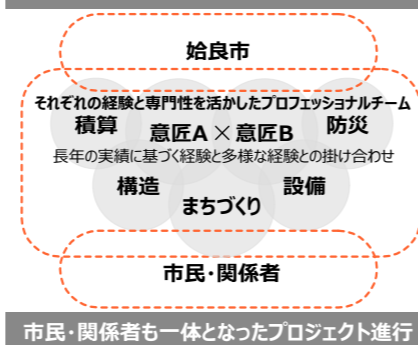 姶良市
それぞれの経験と専門性を活かしたプロフェッショナルチーム
積算 意匠A×意匠B 防災
長年の実績に基づく経験と多様な経験との掛け合わせ
構造 設備
まちづくり
市民・関係者
市民・関係者も一体となったプロジェクト進行